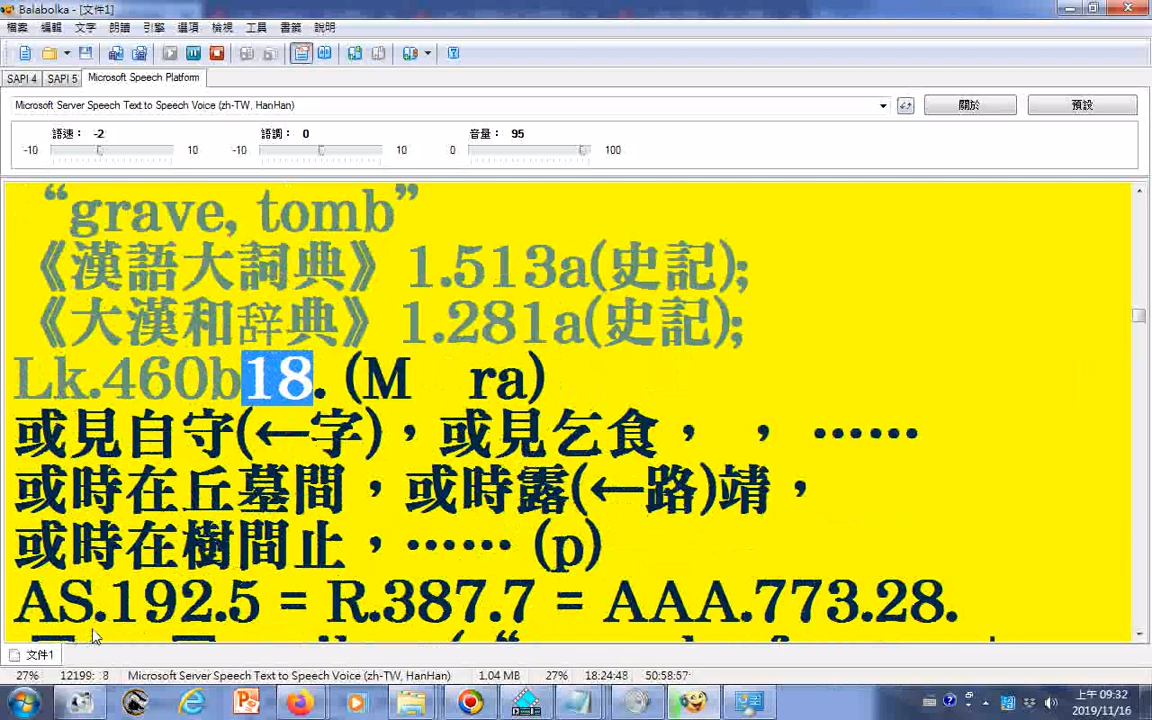 Balabolka - [文件1]
檔案 編輯 文字 朗讀 引擎 選項 檢視 工具 書籤 說明
SAPI 4 SAPI 5 Microsoft Speech Platform
Microsoft Server Speech Text to Speech Voice (zh-TW, HanHan) 關於 預設
語速： -2 語調： 0 音量： 95
-10 10 -10 10 0 100
“grave, tomb”
《漢語大詞典》 1.513a(史記);
《大漢和辞典》 1.281a(史記);
Lk.460b18. (M ra)
或見自守(←字)，或見乞食， ， ……
或時在丘墓間，或時露(←路)靖，
或時在樹間止，…… (p)
AS.192.5 = R.387.7 = AAA.773.28.
文件1
27% 12199: 8 Microsoft Server Speech Text to Speech Voice (zh-TW, HanHan) 1.04 MB 27% 18:24:48 50:58:57
上午 09:32
2019/11/16